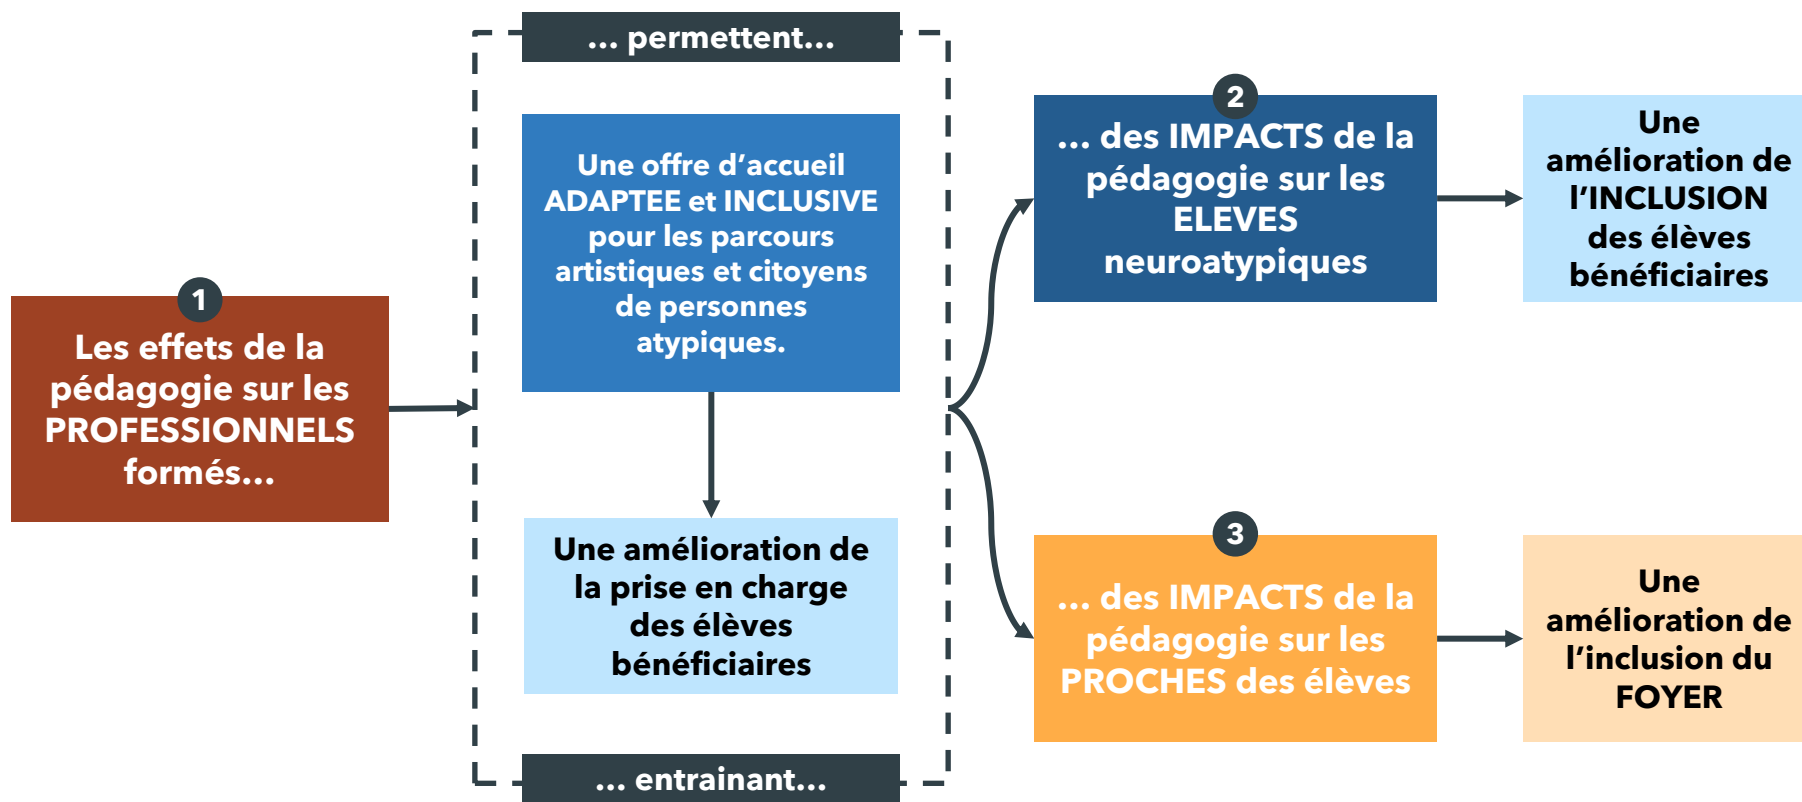 1
Les effets de la
pédagogie sur les
PROFESSIONNELS
formés...
... permettent...
Une offre d’accueil
ADAPTEE et INCLUSIVE
pour les parcours
artistiques et citoyens
de personnes
atypiques.
Une amélioration de
la prise en charge
des élèves
bénéficiaires
... entrainant...
2
... des IMPACTS de la
pédagogie sur les
ELEVES
neuroatypiques
Une
amélioration de
l’INCLUSION
des élèves
bénéficiaires
3
... des IMPACTS de la
pédagogie sur les
PROCHES des élèves
Une
amélioration de
l’inclusion du
FOYER